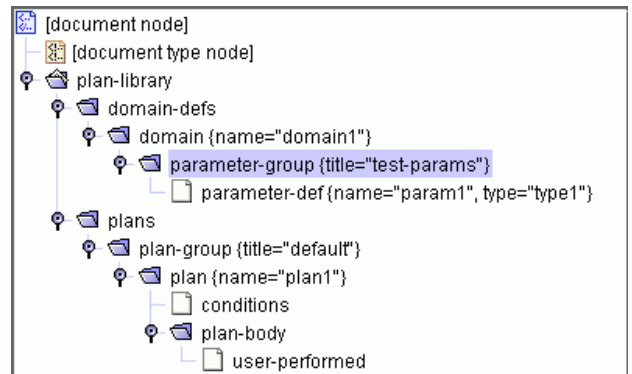 [document node]
[document type node]
plan-library
domain-defs
domain {name="domain1"}
parameter-group {title="test-params"}
parameter-def {name="param1", type="type1"}
plans
plan-group {title="default"}
plan {name="plan1"}
conditions
plan-body
user-performed